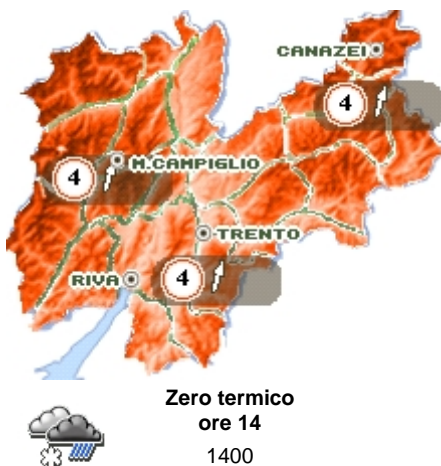 CANAZEI
4
M.CAMPIGLIO
4
TRENTO
RIVA
4
Zero termico
ore 14
1400